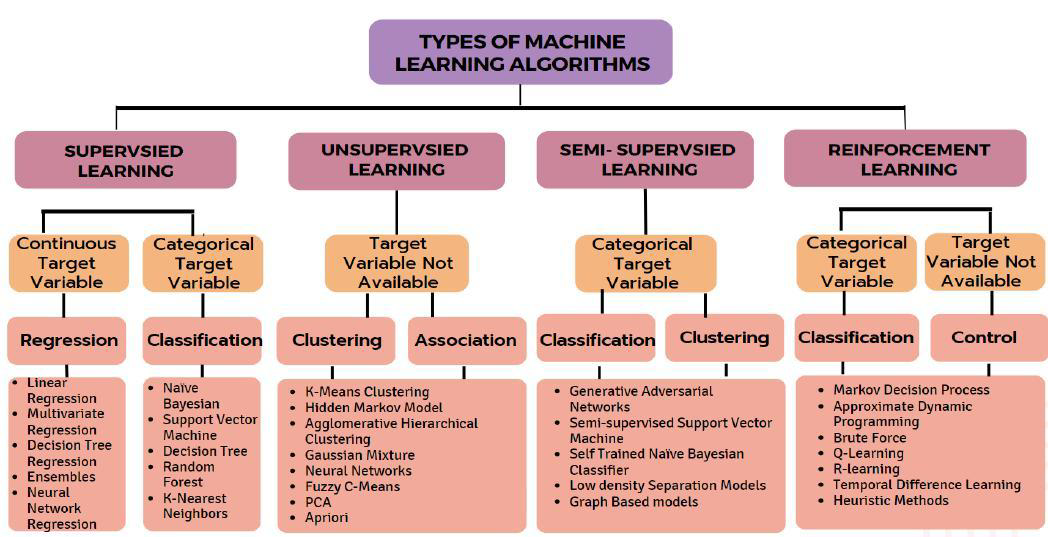 TYPES OF MACHINE
LEARNING ALGORITHMS
SUPERVSIED
LEARNING
UNSUPERVSIED
LEARNING
SEMI- SUPERVSIED
LEARNING
REINFORCEMENT
LEARNING
Continuous
Target
Variable
Categorical
Target
Variable
Target
Variable Not
Available
Categorical
Target
Variable
Categorical
Target
Variable
Target
Variable Not
Available
Regression
Classification
Clustering
Association
Classification
Clustering
Classification
Control
• Linear
Regression
• Multivariate
Regression
• Decision Tree
Regression
• Ensembles
• Neural
Network
Regression
• Naïve
Bayesian
• Support Vector
Machine
• Decision Tree
• Random
Forest
• K-Nearest
Neighbors
• K-Means Clustering
• Hidden Markov Model
• Agglomerative Hierarchical
Clustering
• Gaussian Mixture
• Neural Networks
• Fuzzy C-Means
• PCA
• Apriori
• Generative Adversarial
Networks
• Semi-supervised Support Vector
Machine
• Self Trained Naïve Bayesian
Classifier
• Low density Separation Models
• Graph Based models
• Markov Decision Process
• Approximate Dynamic
Programming
• Brute Force
• Q-Learning
• R-learning
• Temporal Difference Learning
• Heuristic Methods